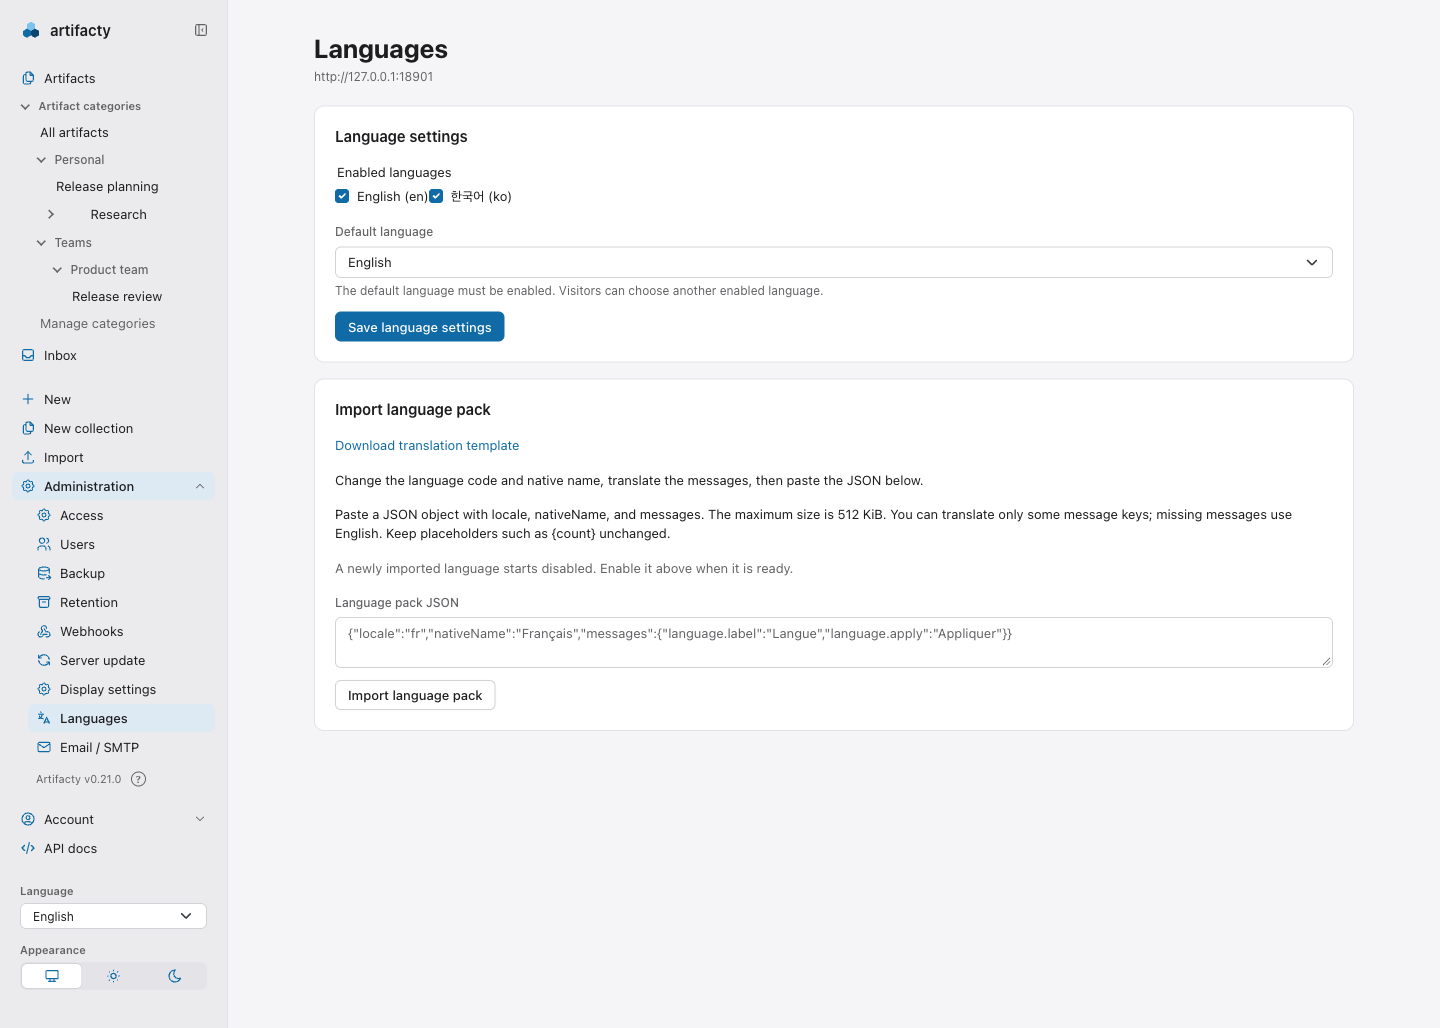 artifacty
Artifacts
Artifact categories
All artifacts
Personal
Release planning
Research
Teams
Product team
Release review
Manage categories
Inbox
New
New collection
Import
Administration
Access
Users
Backup
Retention
Webhooks
Server update
Display settings
Languages
Email / SMTP
Artifacty v0.21.0 ?
Account
API docs
Language
English
Appearance
Languages
http://127.0.0.1:18901
Language settings
Enabled languages
English (en) 한국어 (ko)
Default language
English
The default language must be enabled. Visitors can choose another enabled language.
Save language settings
Import language pack
Download translation template
Change the language code and native name, translate the messages, then paste the JSON below.
Paste a JSON object with locale, nativeName, and messages. The maximum size is 512 KiB. You can translate only some message keys; missing messages use
English. Keep placeholders such as {count} unchanged.
A newly imported language starts disabled. Enable it above when it is ready.
Language pack JSON
{"locale":"fr","nativeName":"Français","messages":{"language.label":"Langue","language.apply":"Appliquer"}}
Import language pack